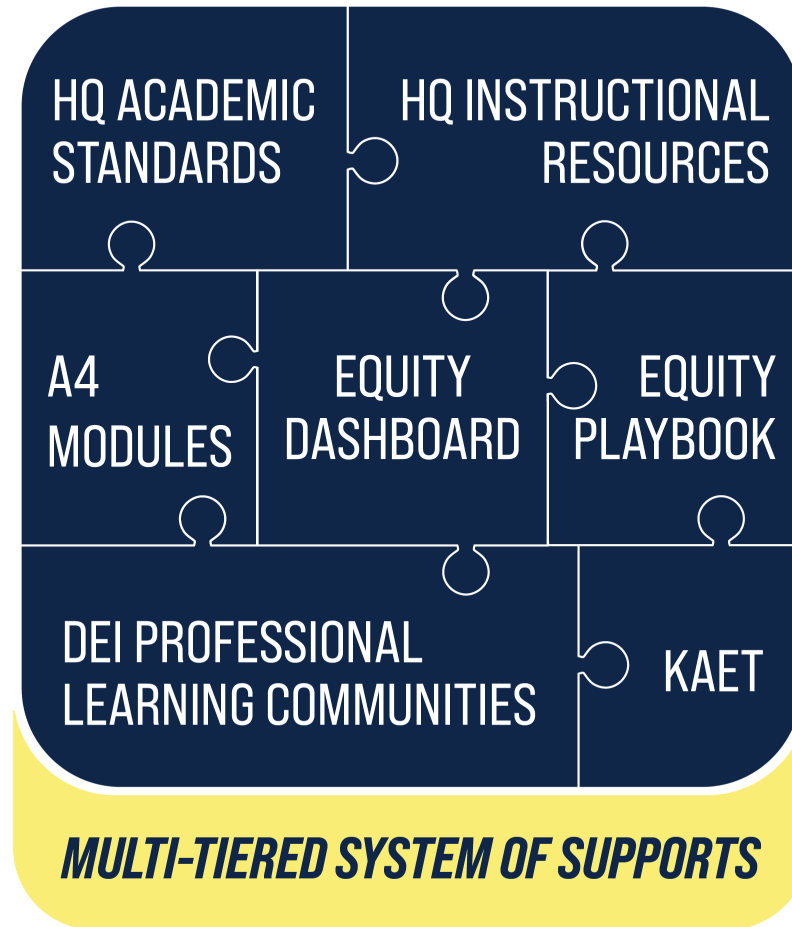 HQ ACADEMIC
STANDARDS
HQ INSTRUCTIONAL
RESOURCES
A4
MODULES
EQUITY
DASHBOARD
EQUITY
PLAYBOOK
DEI PROFESSIONAL
LEARNING COMMUNITIES
KAET
MULTI-TIERED SYSTEM OF SUPPORTS